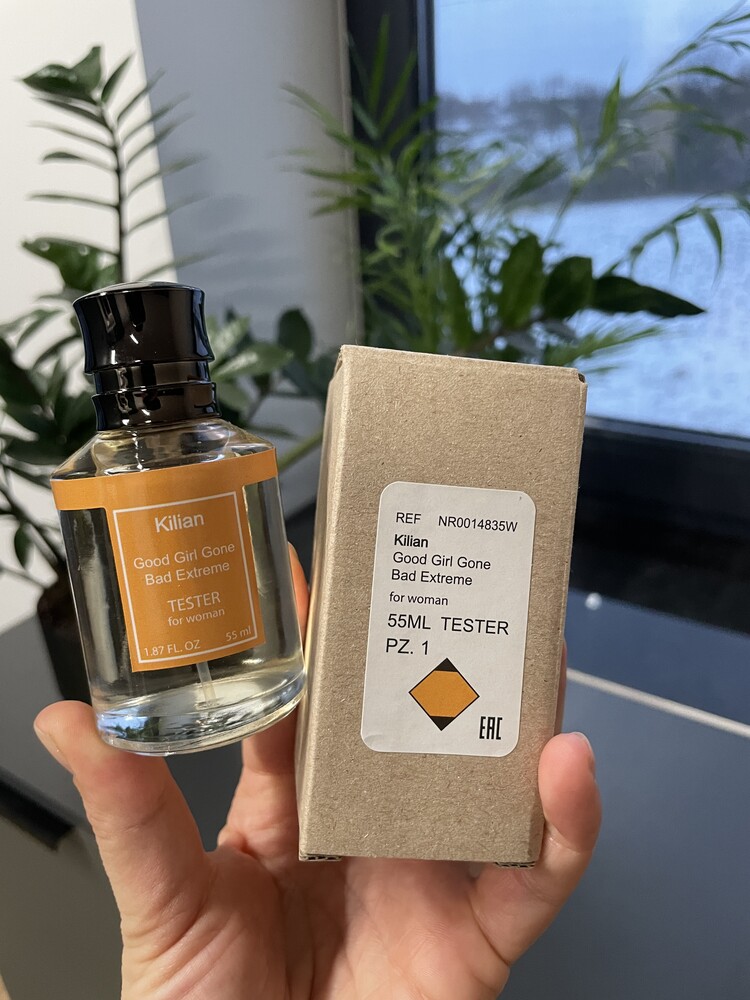 Kilian
Good Girl Gone
Bad Extreme
TESTER
for woman
1.87 FL. OZ 55 ml
REF NR0014835W
Kilian
Good Girl Gone
Bad Extreme
for woman
55ML TESTER
PZ. 1
EAC